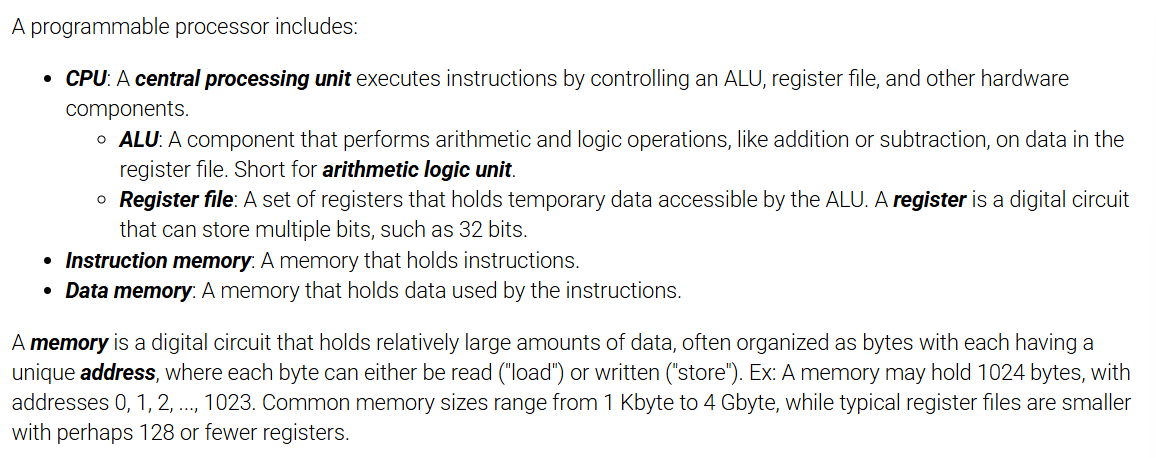 A programmable processor includes:
• CPU: A central processing unit executes instructions by controlling an ALU, register file, and other hardware
components.
◦ ALU: A component that performs arithmetic and logic operations, like addition or subtraction, on data in the
register file. Short for arithmetic logic unit.
◦ Register file: A set of registers that holds temporary data accessible by the ALU. A register is a digital circuit
that can store multiple bits, such as 32 bits.
• Instruction memory: A memory that holds instructions.
• Data memory: A memory that holds data used by the instructions.
A memory is a digital circuit that holds relatively large amounts of data, often organized as bytes with each having a
unique address, where each byte can either be read ("load") or written ("store"). Ex: A memory may hold 1024 bytes, with
addresses 0, 1, 2, ..., 1023. Common memory sizes range from 1 Kbyte to 4 Gbyte, while typical register files are smaller
with perhaps 128 or fewer registers.